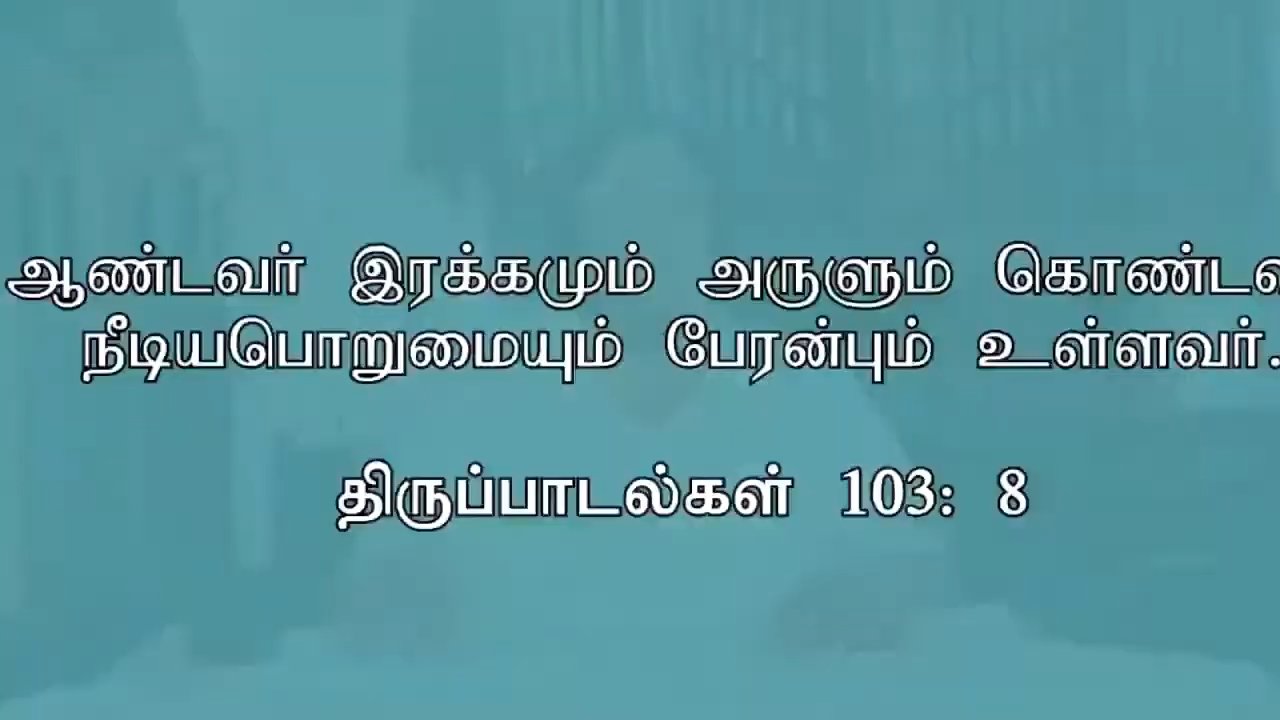 ஆண்டவர் இரக்கமும் அருளும்
நீடியபொறுமையும் பேரன்பும் உள்ளவர்.
திருப்பாடல்கள் 103: 8